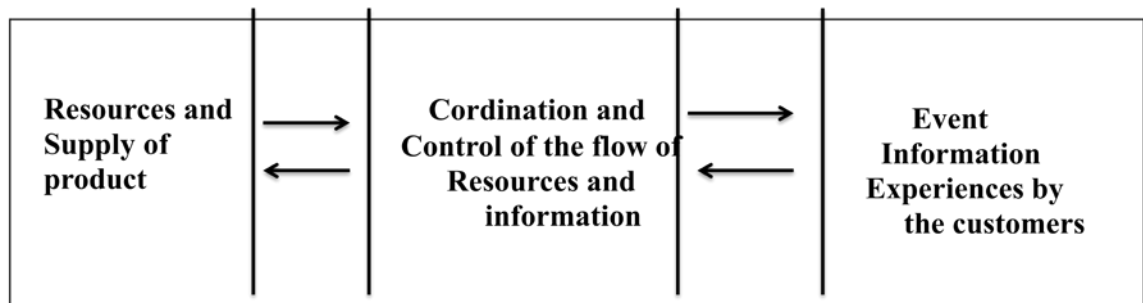 Resources and
Supply of
product
Cordination and
Control of the flow of
Resources and
information
Event
Information
Experiences by
the customers